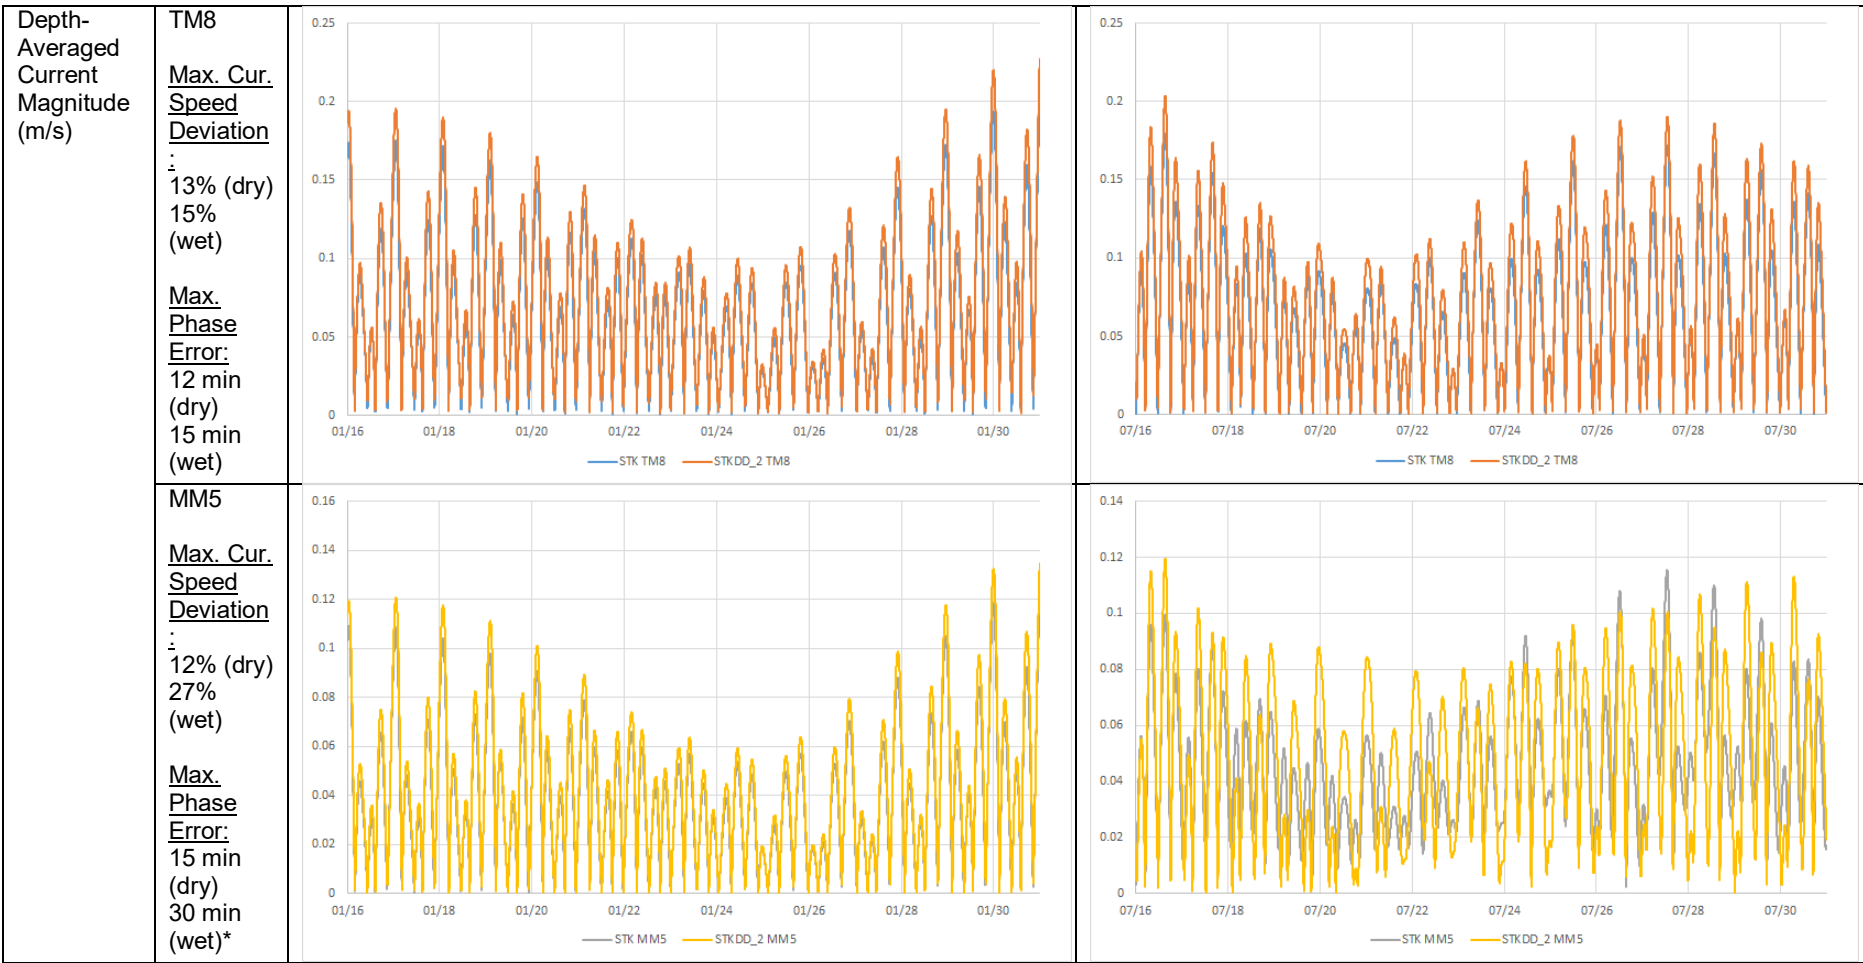 Depth-
Averaged
Current
Magnitude
(m/s)
TM8
Max. Cur.
Speed
Deviation
:
13% (dry)
15%
(wet)
Max.
Phase
Error:
12 min
(dry)
15 min
(wet)
0.25
0.2
0.15
0.1
0.05
0
01/16 01/18 01/20 01/22 01/24 01/26 01/28 01/30
STK TM8 STKDD_2 TM8
0.25
0.2
0.15
0.1
0.05
0
07/16 07/18 07/20 07/22 07/24 07/26 07/28 07/30
STK TM8 STKDD_2 TM8
MM5
Max. Cur.
Speed
Deviation
:
12% (dry)
27%
(wet)
Max.
Phase
Error:
15 min
(dry)
30 min
(wet)*
0.16
0.14
0.12
0.1
0.08
0.06
0.04
0.02
0
01/16 01/18 01/20 01/22 01/24 01/26 01/28 01/30
STK MM5 STKDD_2 MM5
0.14
0.12
0.1
0.08
0.06
0.04
0.02
0
07/16 07/18 07/20 07/22 07/24 07/26 07/28 07/30
STK MM5 STKDD_2 MM5